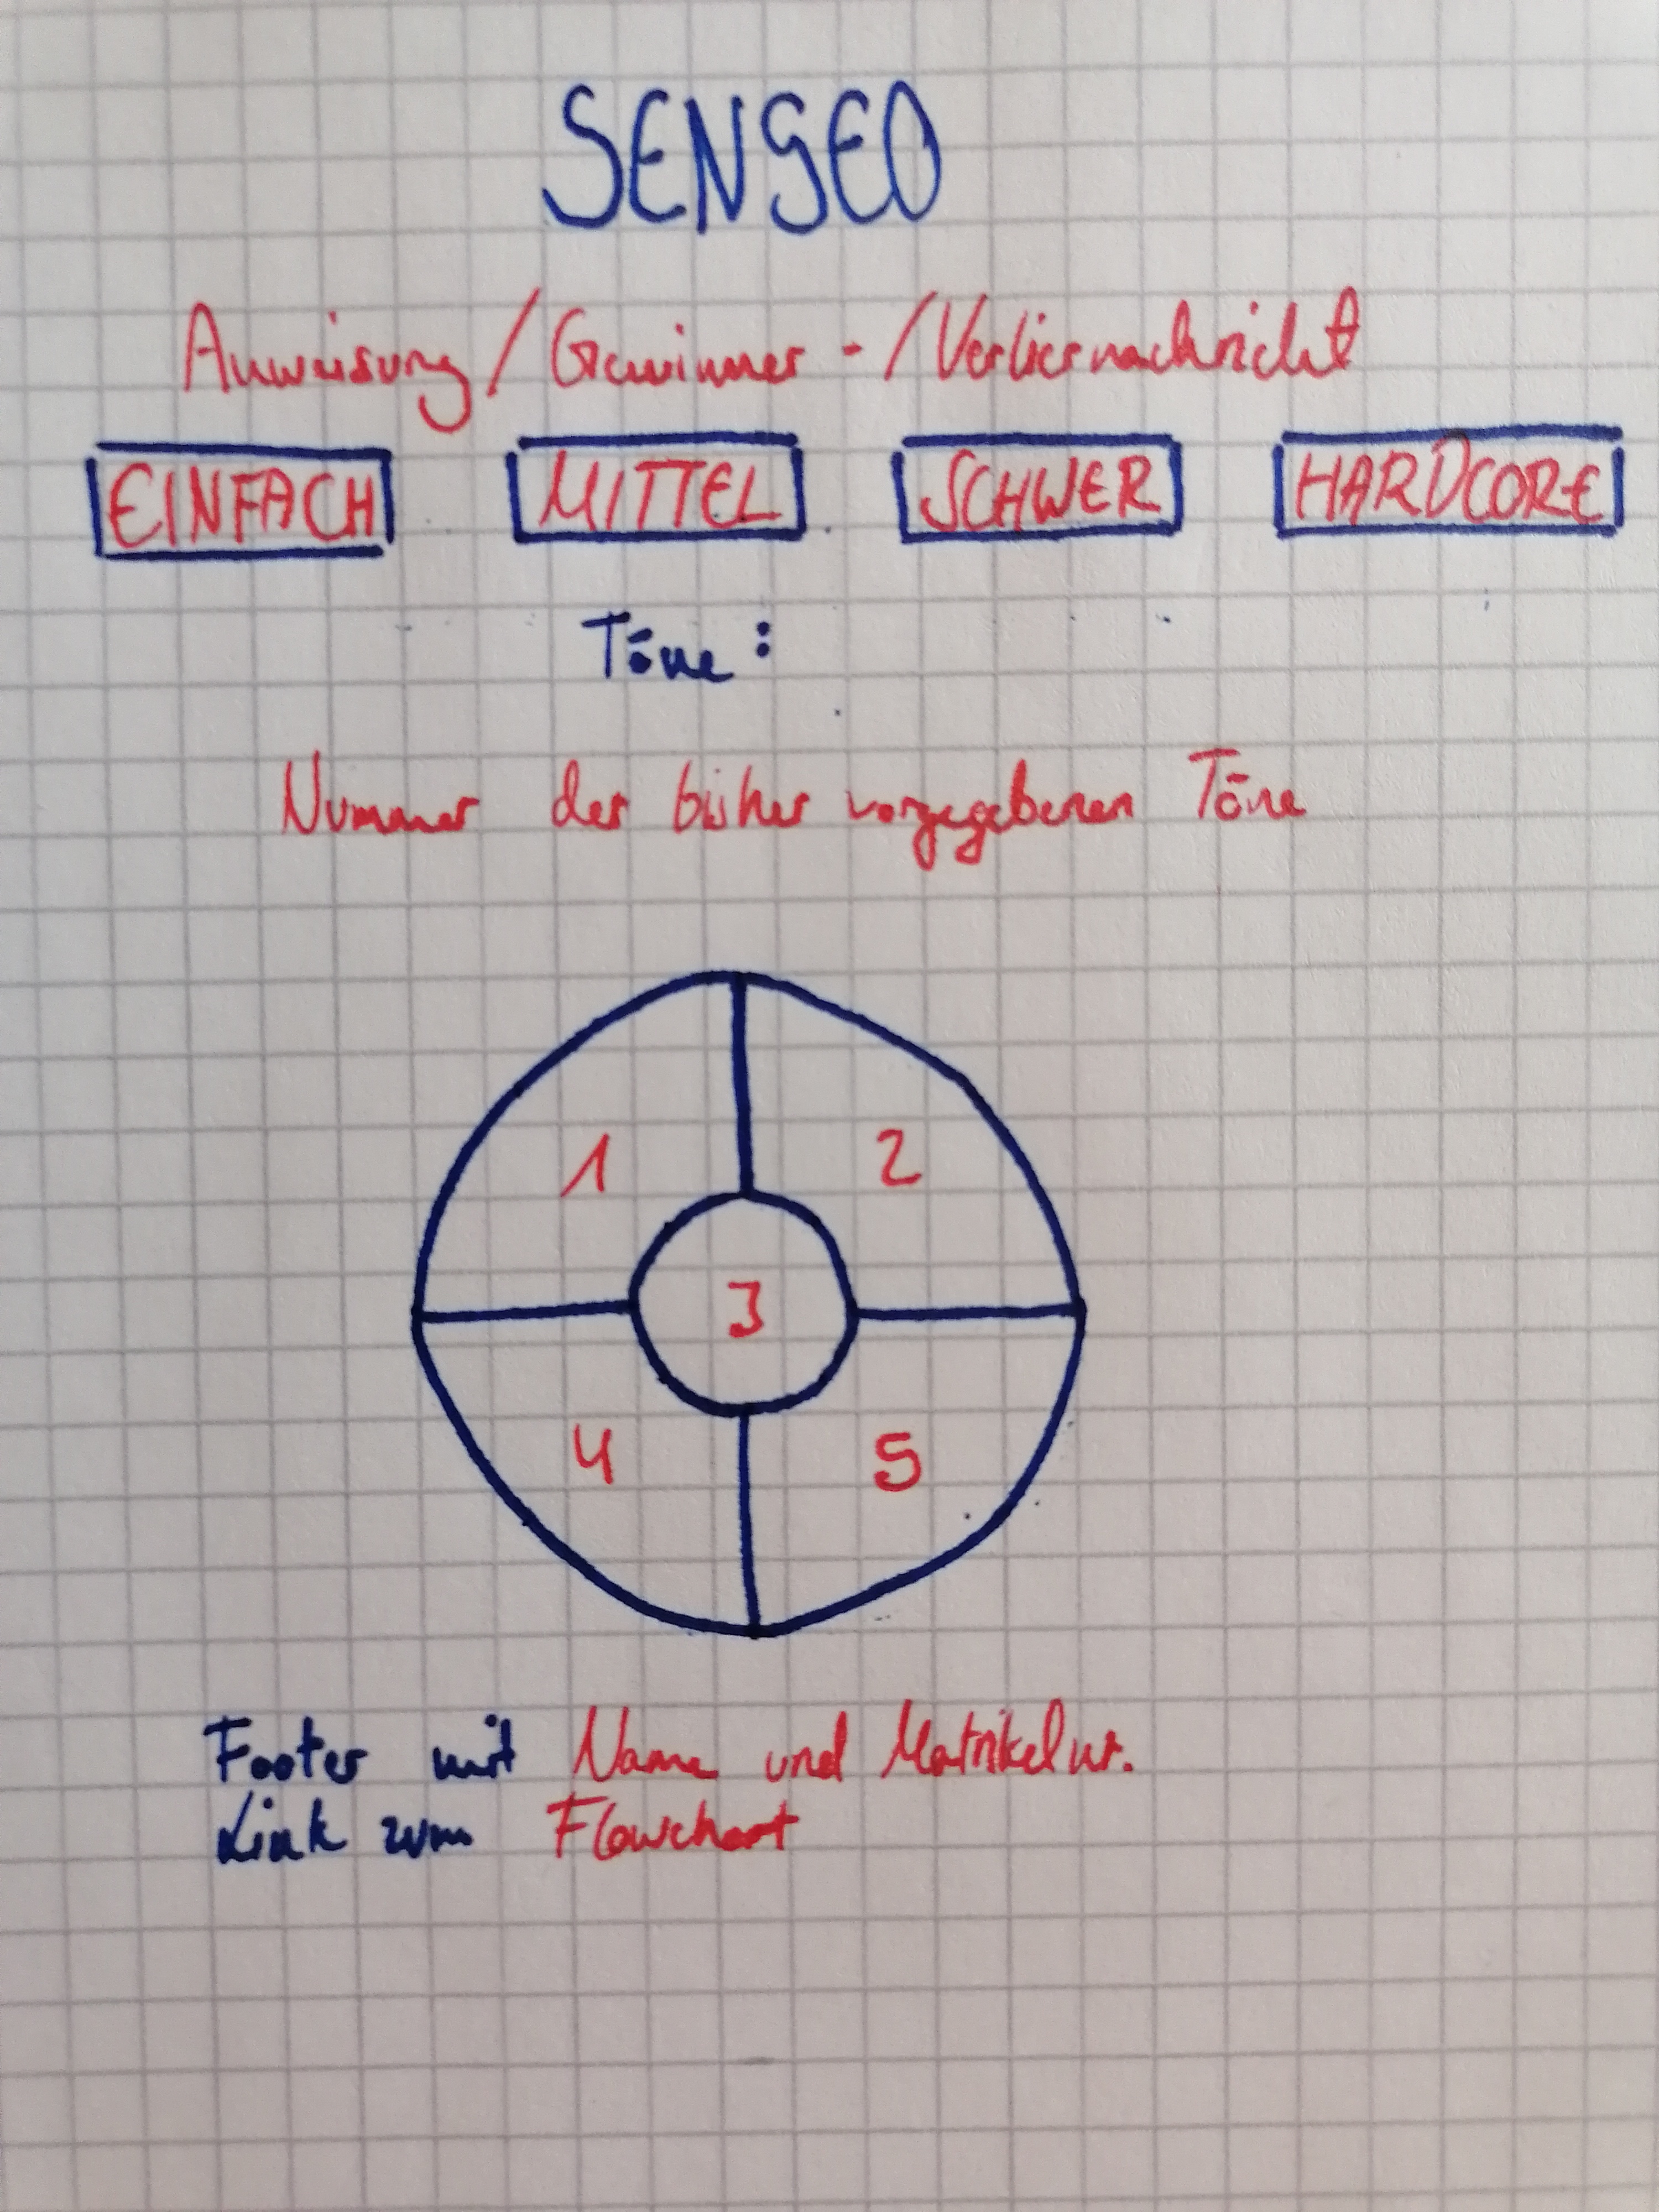 SENSEO
Anweisung / Gewinner - / Verliernachricht
EINFACH MITTEL SCHWER HARDCORE
Töne :
Nummer der bisher vorgegebenen Töne
1 2
3
4 5
Footer mit Name und Matrikelnr.
Link zum Flowchart